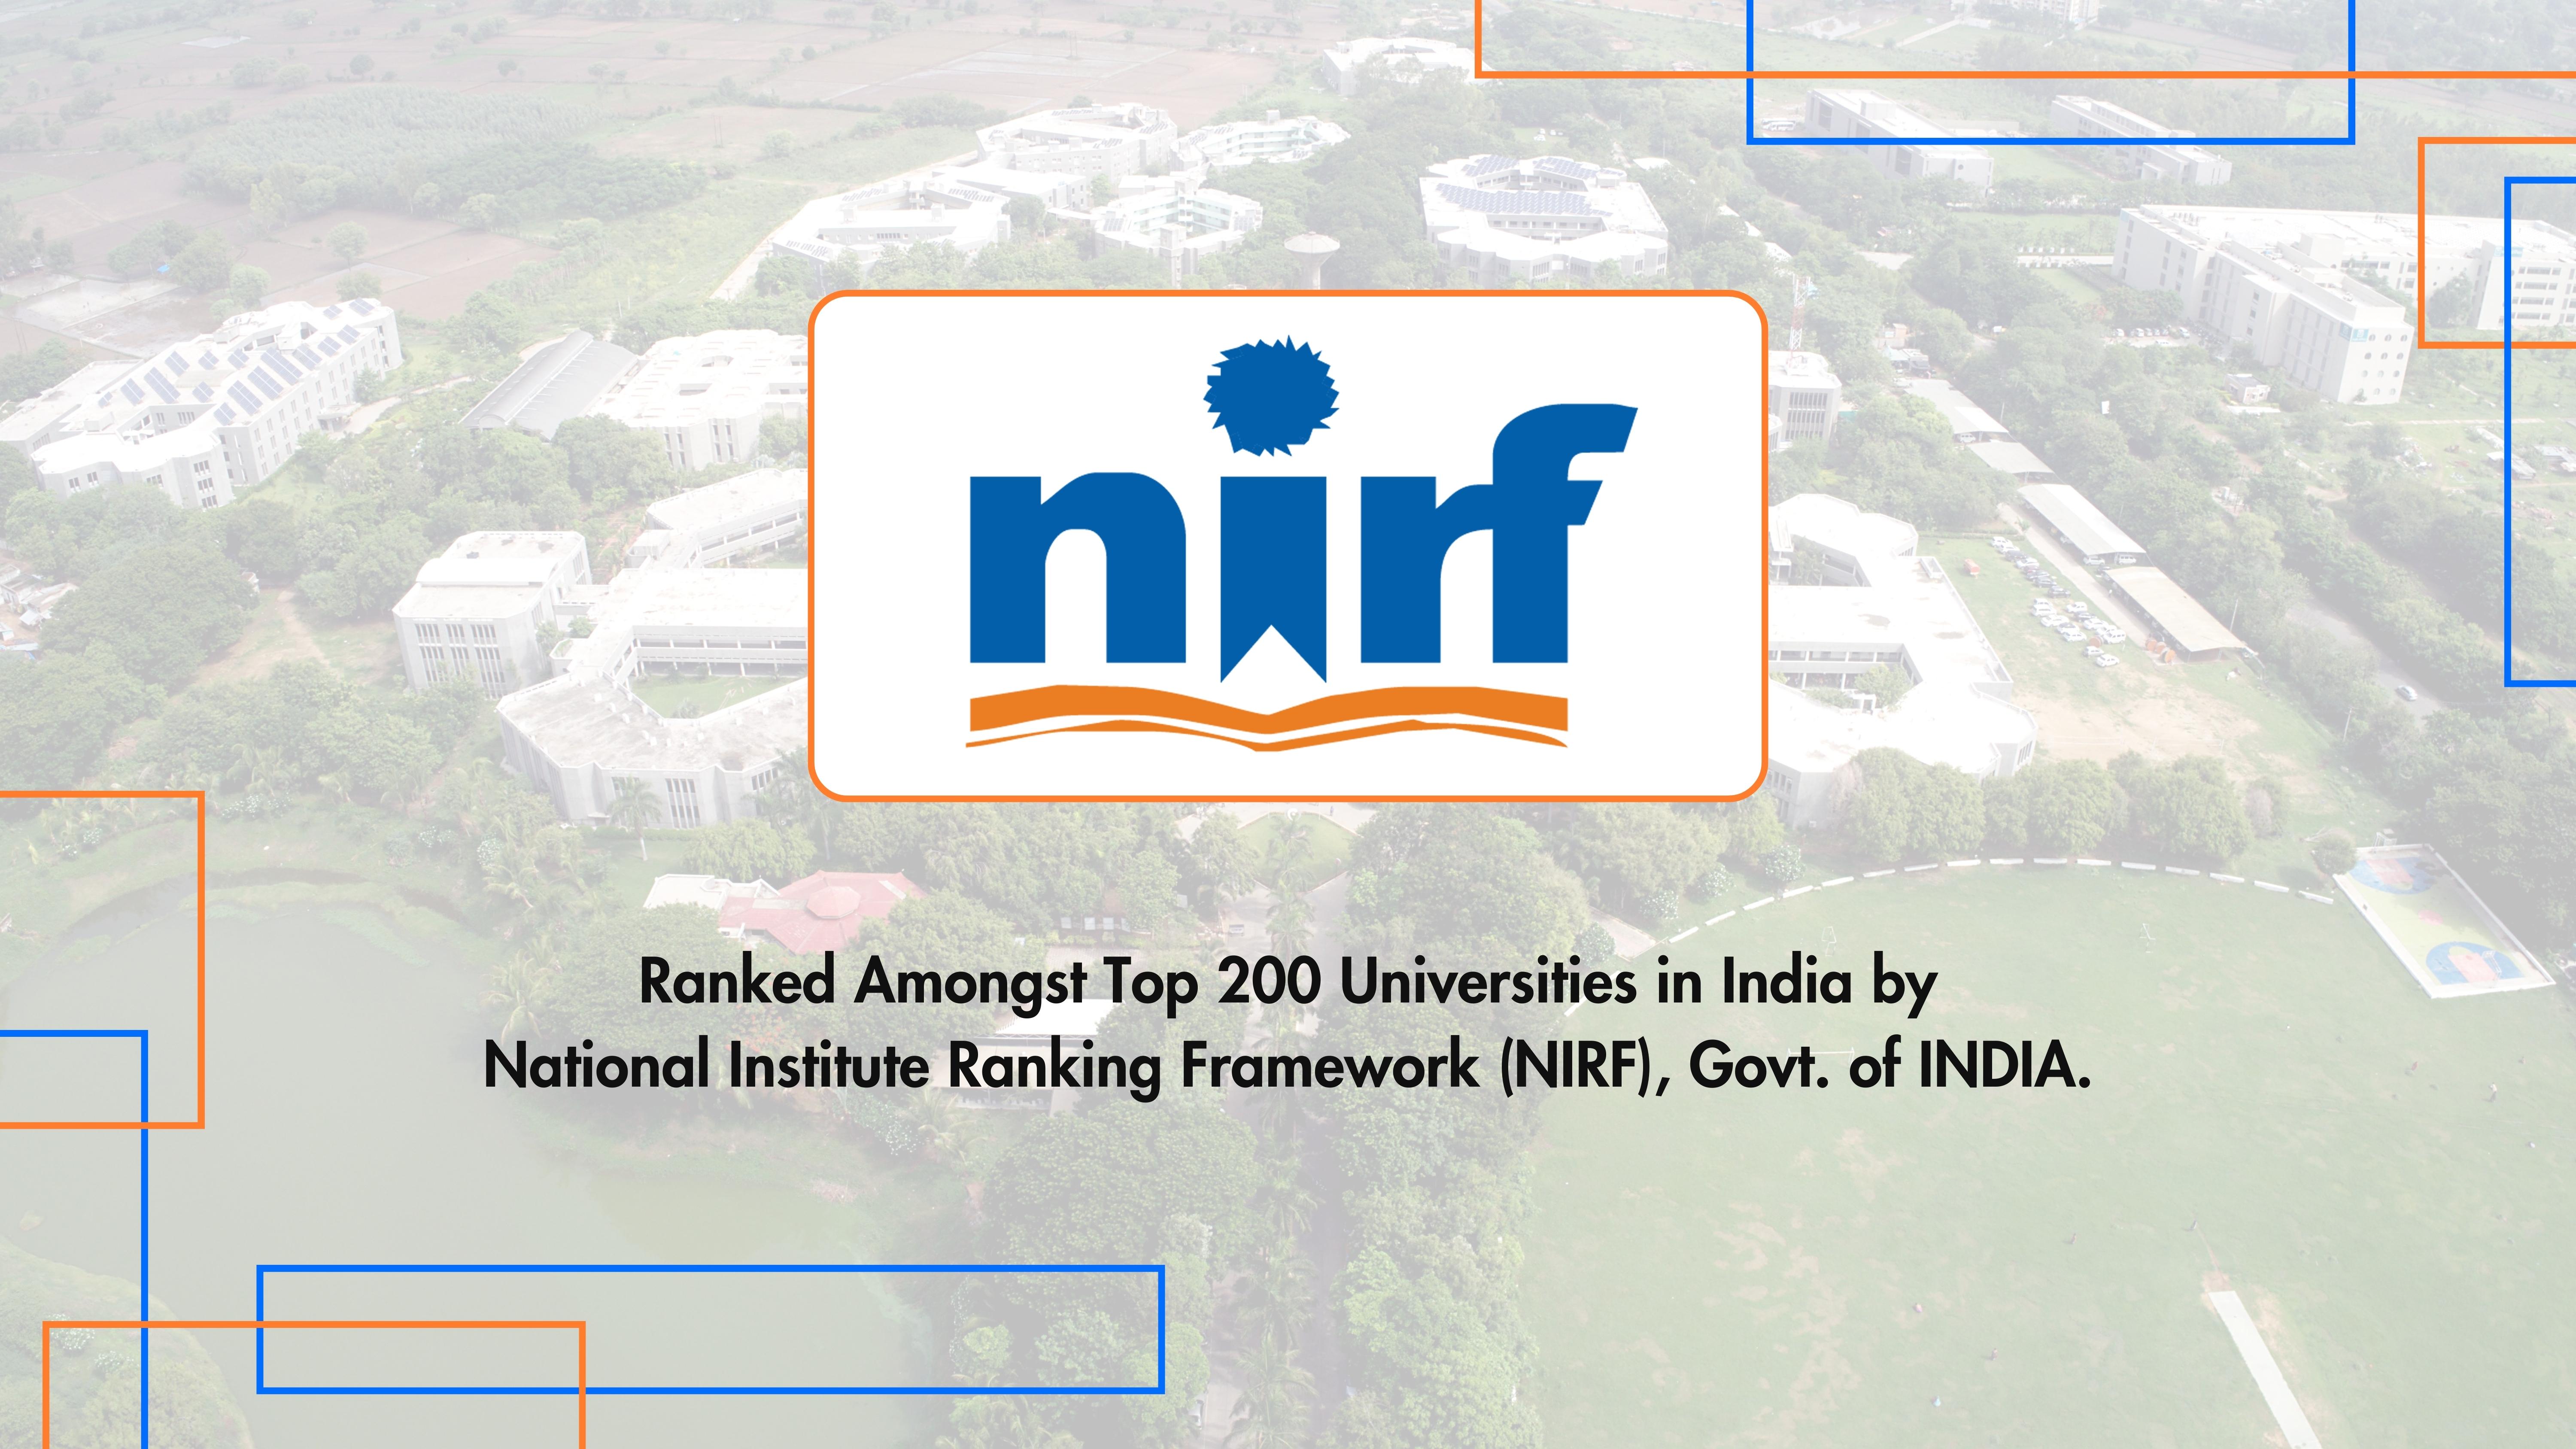 nirf
Ranked Amongst Top 200 Universities in India by
National Institute Ranking Framework (NIRF), Govt. of INDIA.